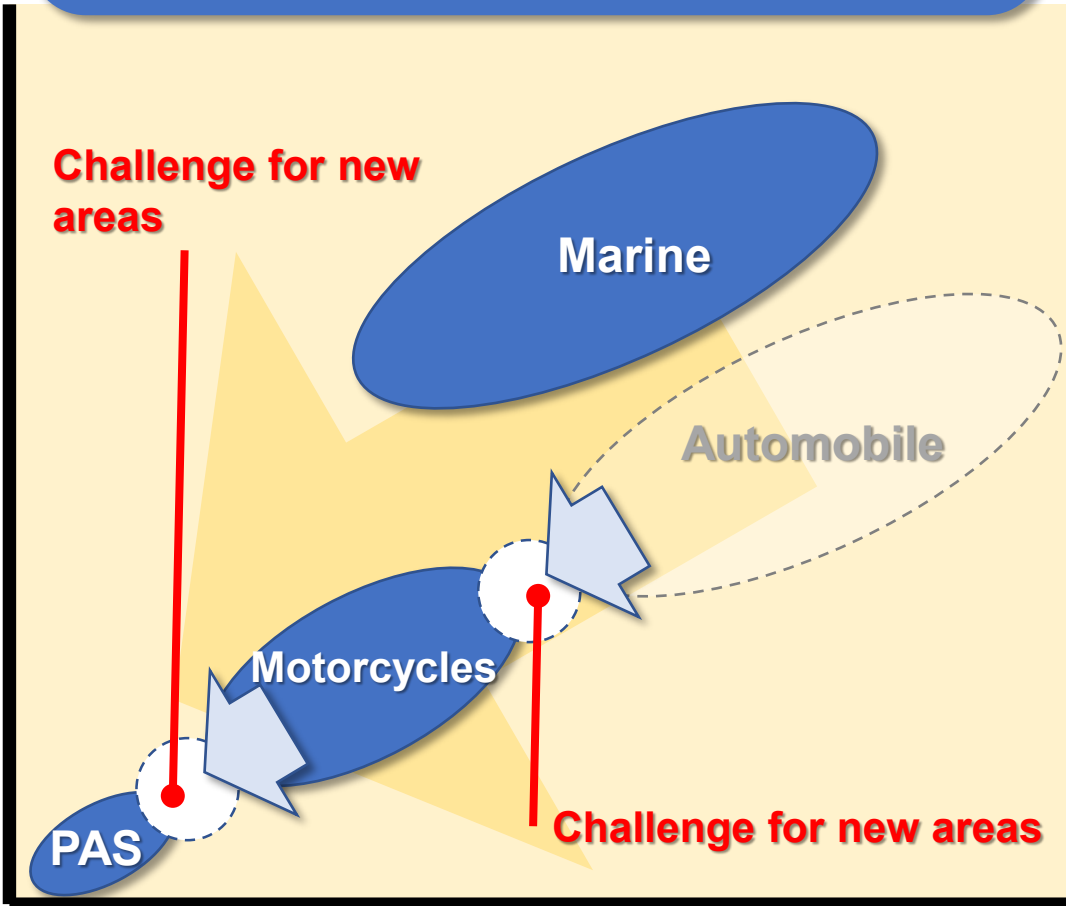 Challenge for new
areas
Marine
Automobile
Motorcycles
Challenge for new areas
PAS